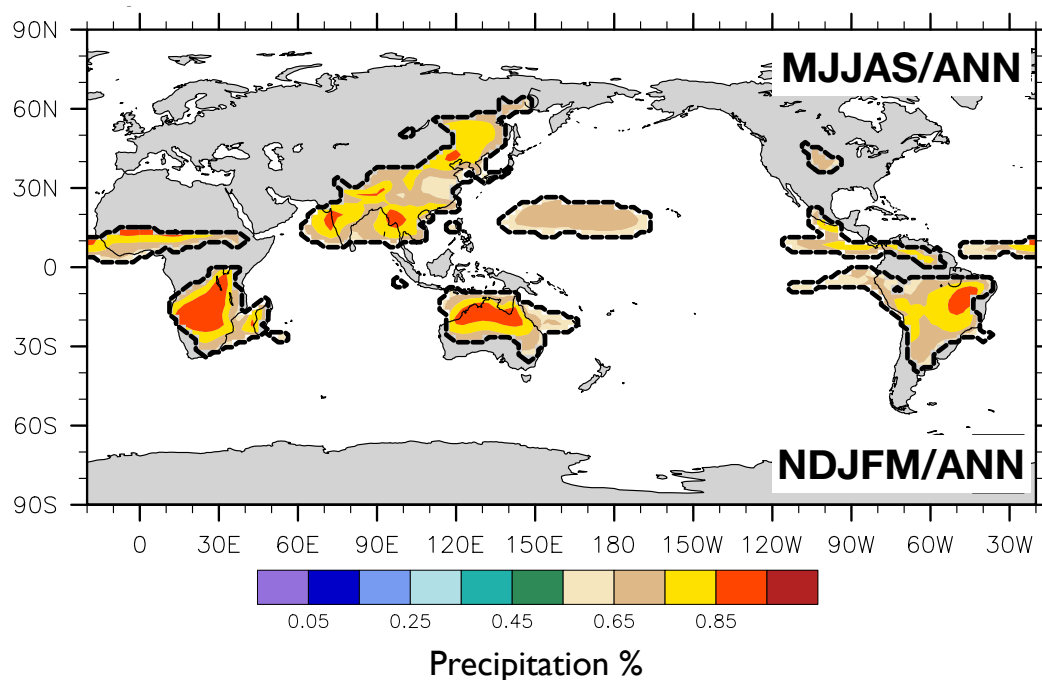 90N
MJJAS/ANN
60N
30N
0
30S
60S
NDJFM/ANN
90S
0 30E 60E 90E 120E 150E 180 150W 120W 90W 60W 30W
0.05 0.25 0.45 0.65 0.85
Precipitation %